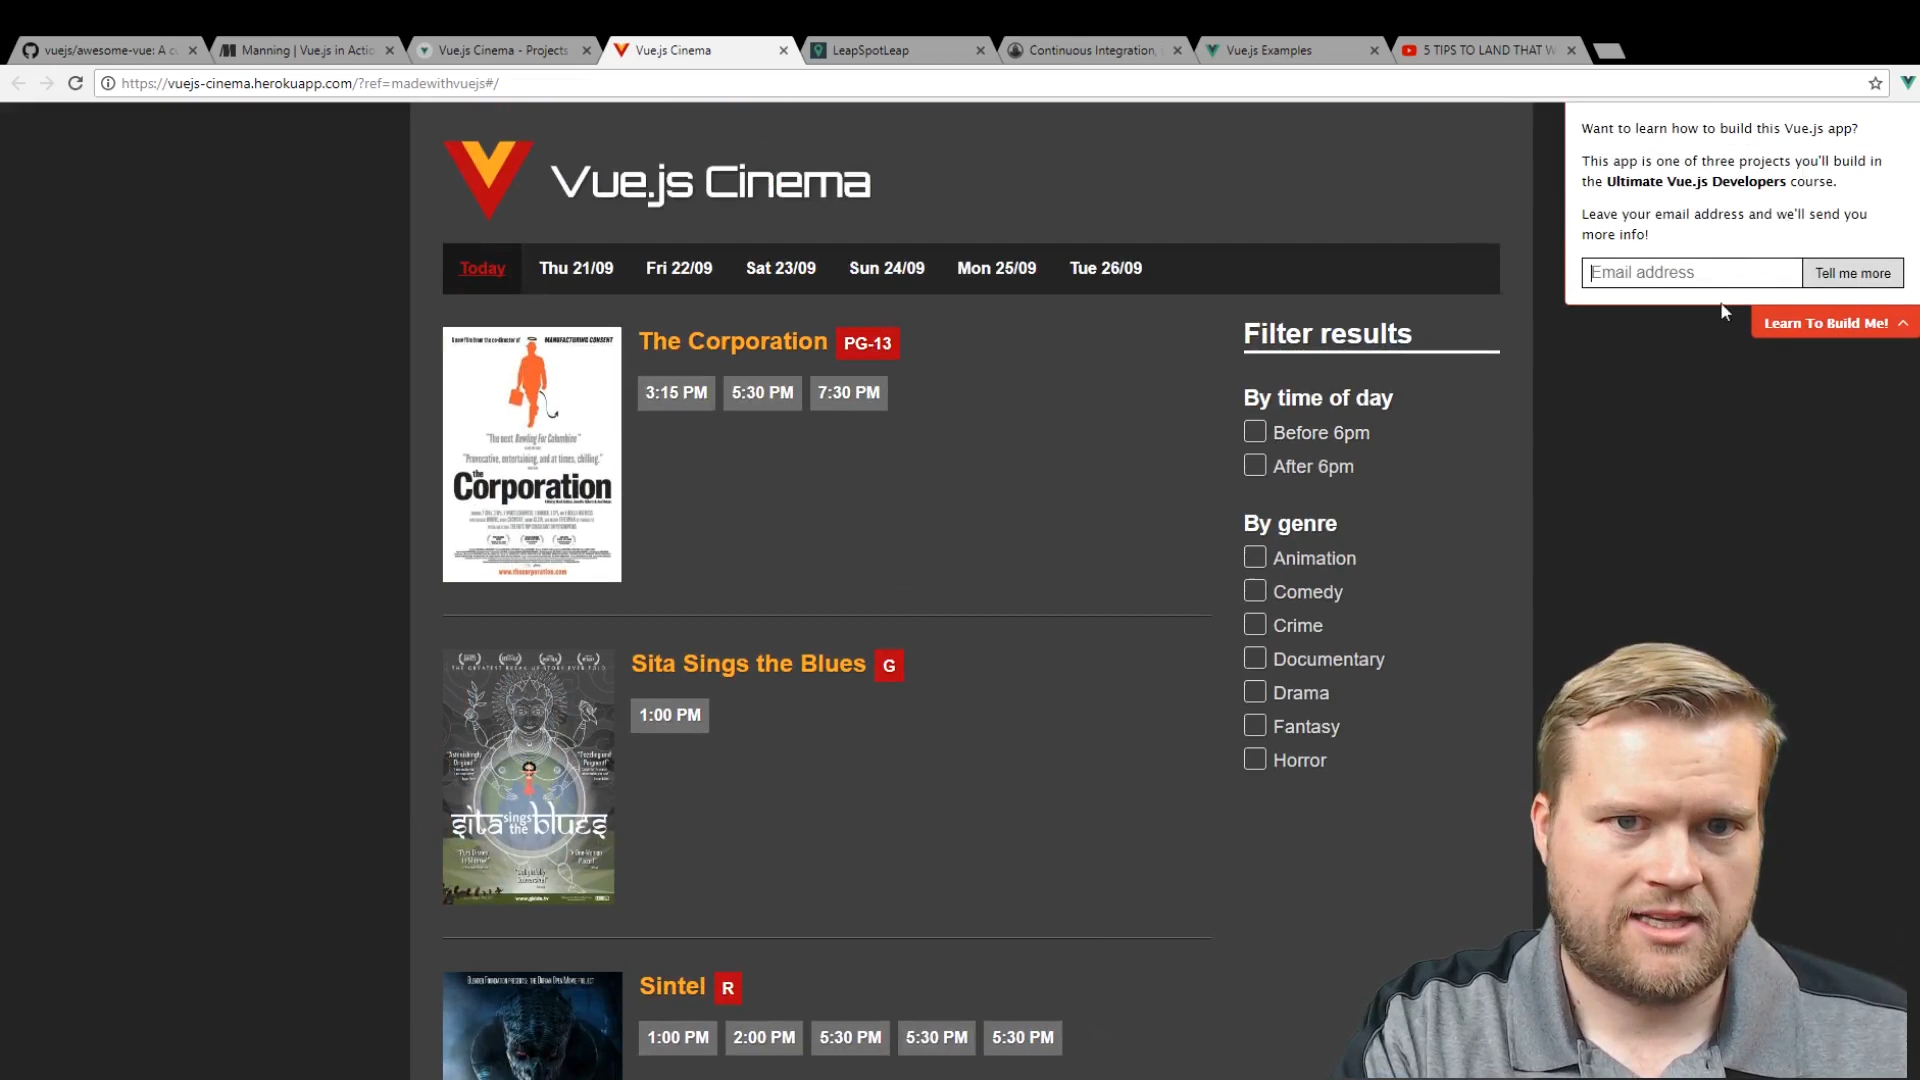 vuejs/awesome-vue: A c
Manning | Vue.js in Actio
Vue.js Cinema - Projects
Vue.js Cinema
LeapSpotLeap
Continuous Integration,
Vue.js Examples
5 TIPS TO LAND THAT W
https://vuejs-cinema.herokuapp.com/?ref=madewithvuejs#/
Want to learn how to build this Vue.js app?
This app is one of three projects you'll build in
the Ultimate Vue.js Developers course.
Leave your email address and we'll send you
more info!
Email address
Tell me more
Learn To Build Me!
Vue.js Cinema
Today Thu 21/09 Fri 22/09 Sat 23/09 Sun 24/09 Mon 25/09 Tue 26/09
MANUFACTURING CONSENT
the
Corporation
www.thecorporation.com
The Corporation PG-13
3:15 PM 5:30 PM 7:30 PM
sita sings the blues
Sita Sings the Blues G
1:00 PM
Sintel R
1:00 PM 2:00 PM 5:30 PM 5:30 PM 5:30 PM
Filter results
By time of day
Before 6pm
After 6pm
By genre
Animation
Comedy
Crime
Documentary
Drama
Fantasy
Horror